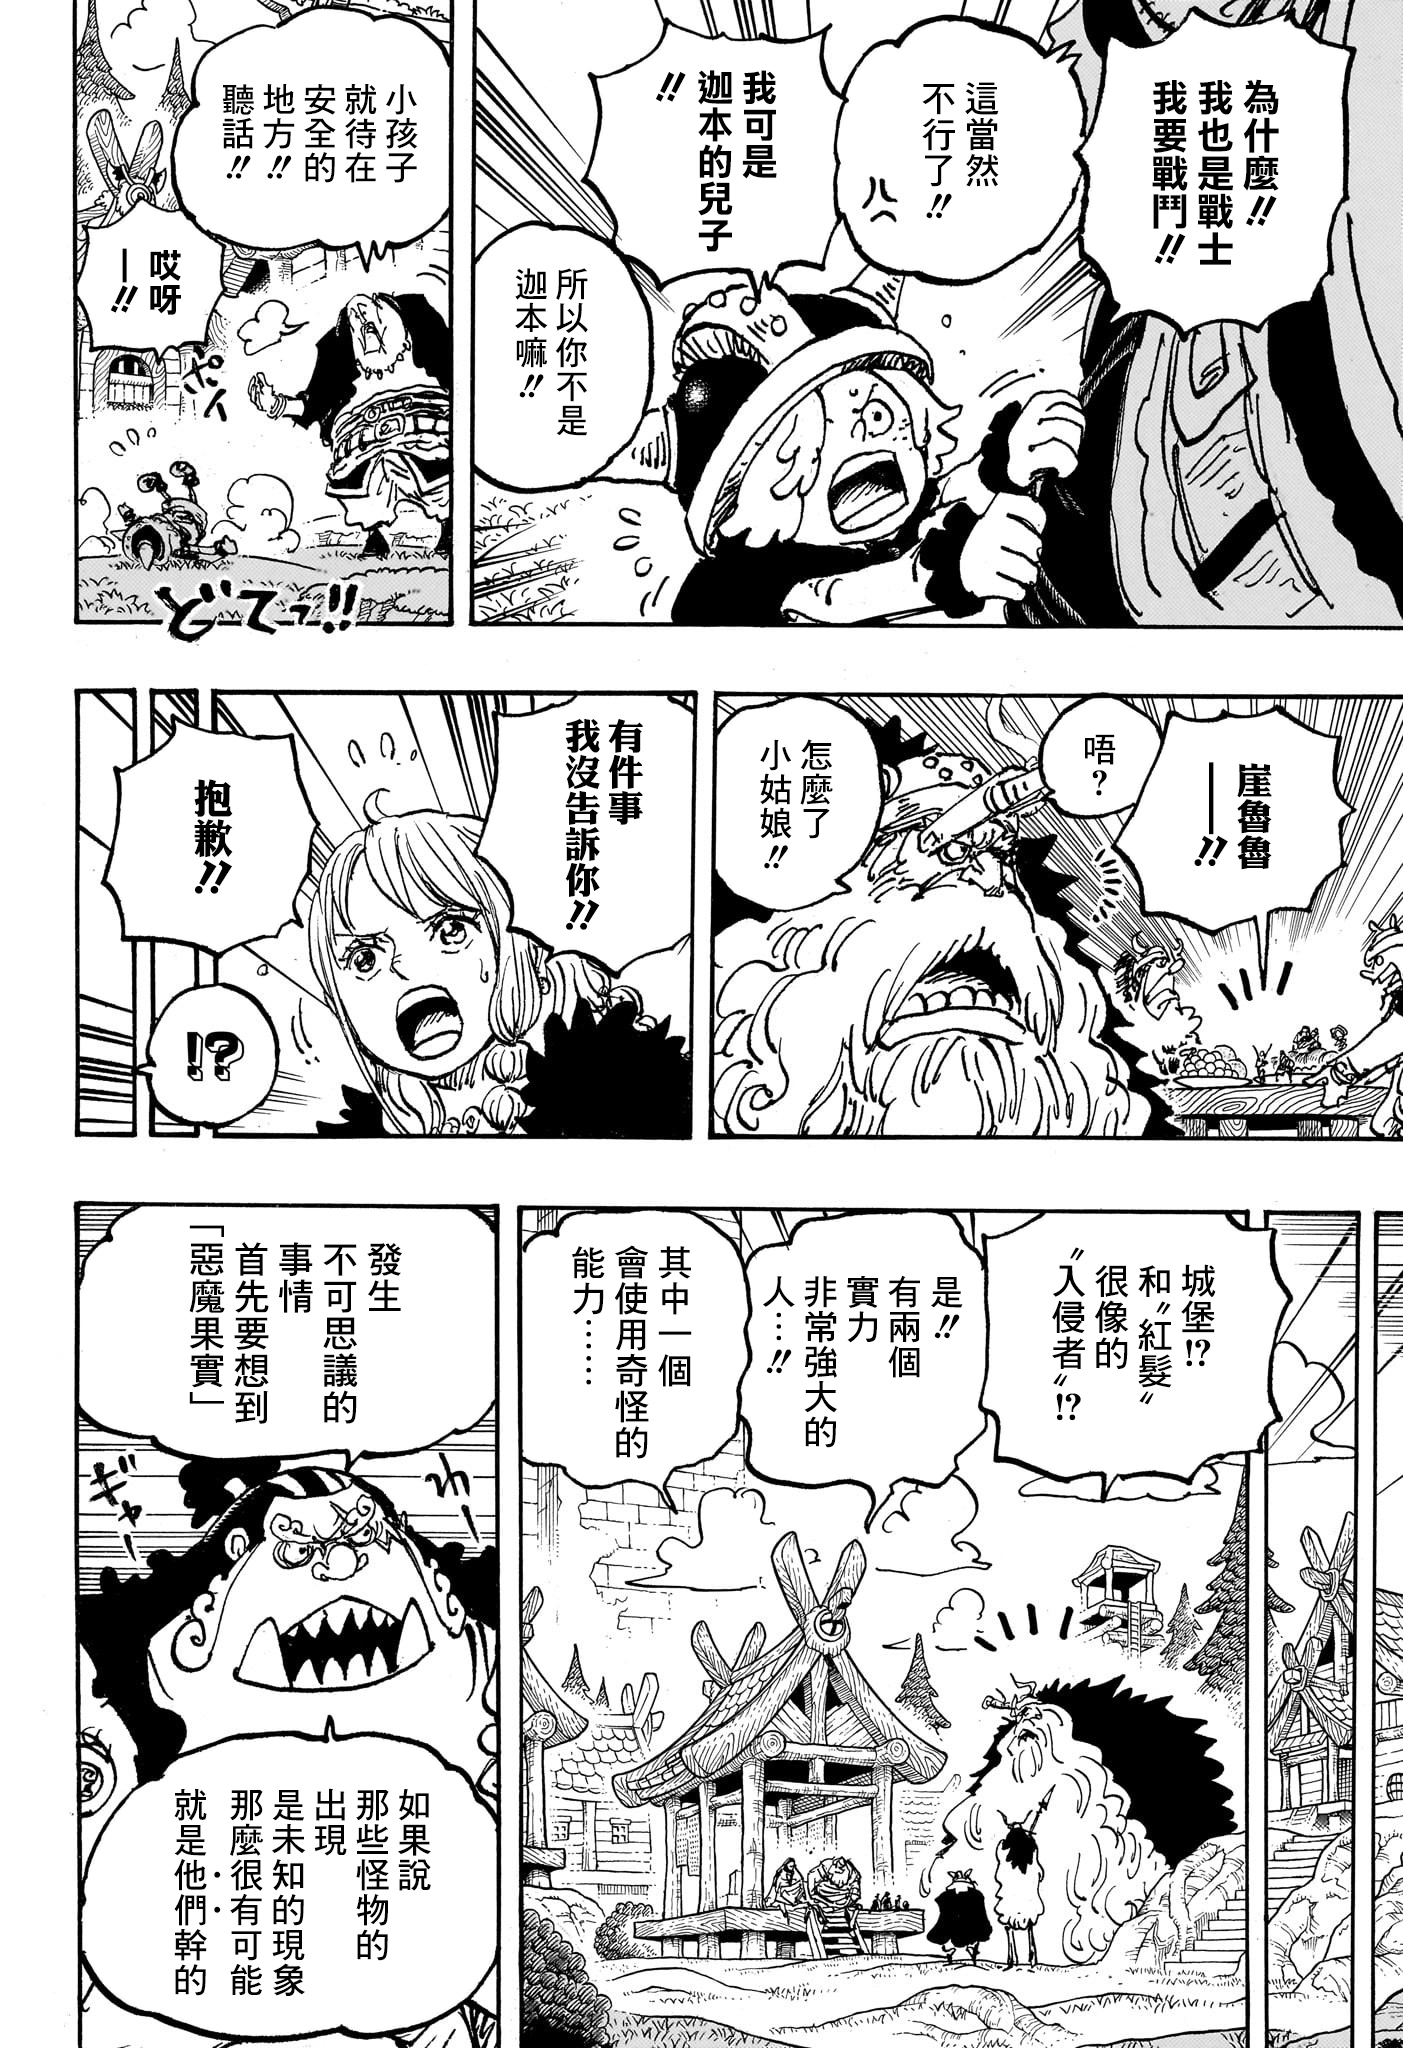 為什麼!!
我也是戰士
我要戰鬥!!
這當然
不行了!!
我可是
迦本的兒子
!!
所以你不是
迦本嘛!!
小孩子
就待在
安全的
地方!!
聽話!!
哎呀
—!!
ポイ
どてっ!!
崖魯魯
——!!
唔?
怎麼了
小姑娘!!
有件事
我沒告訴你!!
抱歉!!
!?
城堡!?
和〝紅髮〟
很像的
〝入侵者〟!?
是!!
有兩個
實力
非常強大的
人…!!
其中一個
會使用奇怪的
能力……
發生
不可思議的
事情
首先要想到
「惡魔果實」
ギャー
ワー
如果說
那些怪物的
出現
是未知的現象
那麼很有可能
就是他們幹的